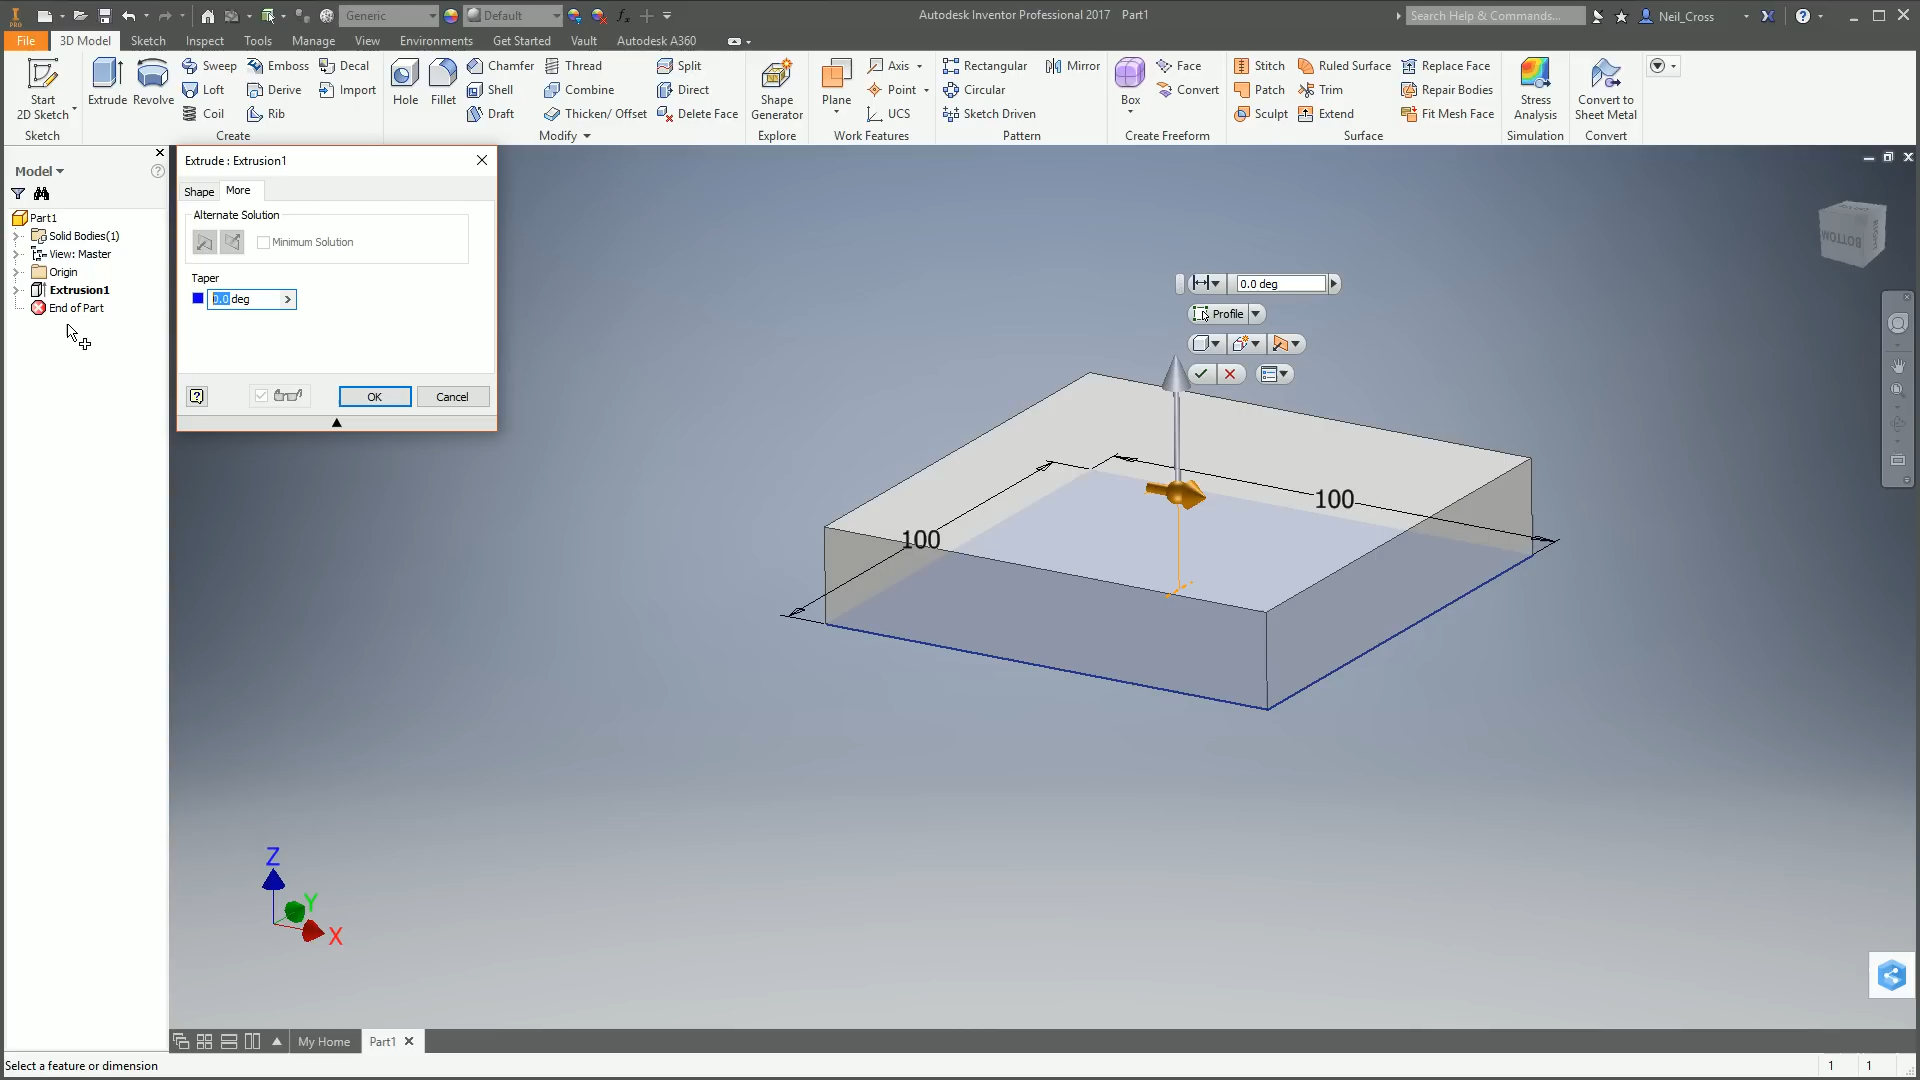 PRO Generic Default Autodesk Inventor Professional 2017 Part1 Search Help & Commands... Neil_Cross
File 3D Model Sketch Inspect Tools Manage View Environments Get Started Vault Autodesk A360
Start 2D Sketch
Sketch
Extrude
Revolve
Sweep Emboss Decal
Loft Derive Import
Coil Rib
Create
Hole
Fillet
Chamfer Thread Split
Shell Combine Direct
Draft Thicken/ Offset Delete Face
Modify
Shape Generator
Explore
Plane
Axis
Point
UCS
Work Features
Rectangular Mirror
Circular
Sketch Driven
Pattern
Box
Face
Convert
Create Freeform
Stitch Ruled Surface Replace Face
Patch Trim Repair Bodies
Sculpt Extend Fit Mesh Face
Surface
Stress Analysis
Simulation
Convert to Sheet Metal
Convert
Model
Part1
Solid Bodies(1)
View: Master
Origin
Extrusion1
End of Part
Extrude : Extrusion1
Shape More
Alternate Solution
Minimum Solution
Taper
0.0 deg
OK Cancel
0.0 deg
Profile
100
100
BOTTOM
Z
Y
X
My Home Part1
Select a feature or dimension 1 1